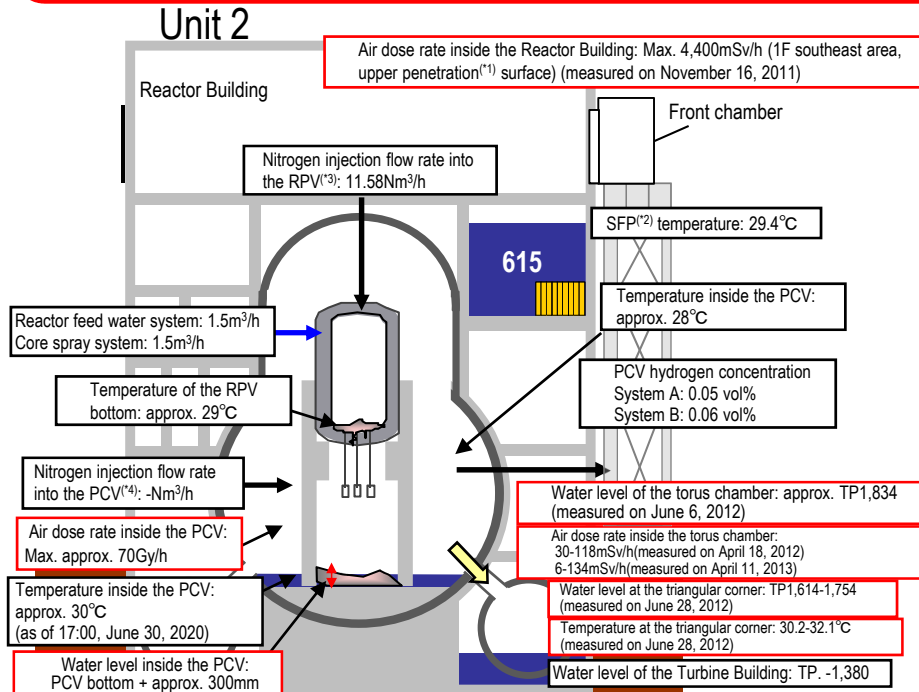 Unit 2
Air dose rate inside the Reactor Building: Max. 4,400mSv/h (1F southeast area,
upper penetration(*1) surface) (measured on November 16, 2011)
Reactor Building
Front chamber
Nitrogen injection flow rate into
the RPV(*3): 11.58Nm3/h
SFP(*2) temperature: 29.4°C
615
Temperature inside the PCV:
approx. 28°C
Reactor feed water system: 1.5m3/h
Core spray system: 1.5m3/h
PCV hydrogen concentration
System A: 0.05 vol%
System B: 0.06 vol%
Temperature of the RPV
bottom: approx. 29°C
Nitrogen injection flow rate
into the PCV(*4): -Nm3/h
Water level of the torus chamber: approx. TP1,834
(measured on June 6, 2012)
Air dose rate inside the PCV:
Max. approx. 70Gy/h
Air dose rate inside the torus chamber:
30-118mSv/h(measured on April 18, 2012)
6-134mSv/h(measured on April 11, 2013)
Temperature inside the PCV:
approx. 30°C
(as of 17:00, June 30, 2020)
Water level at the triangular corner: TP1,614-1,754
(measured on June 28, 2012)
Temperature at the triangular corner: 30.2-32.1°C
(measured on June 28, 2012)
Water level inside the PCV:
PCV bottom + approx. 300mm
Water level of the Turbine Building: TP. -1,380